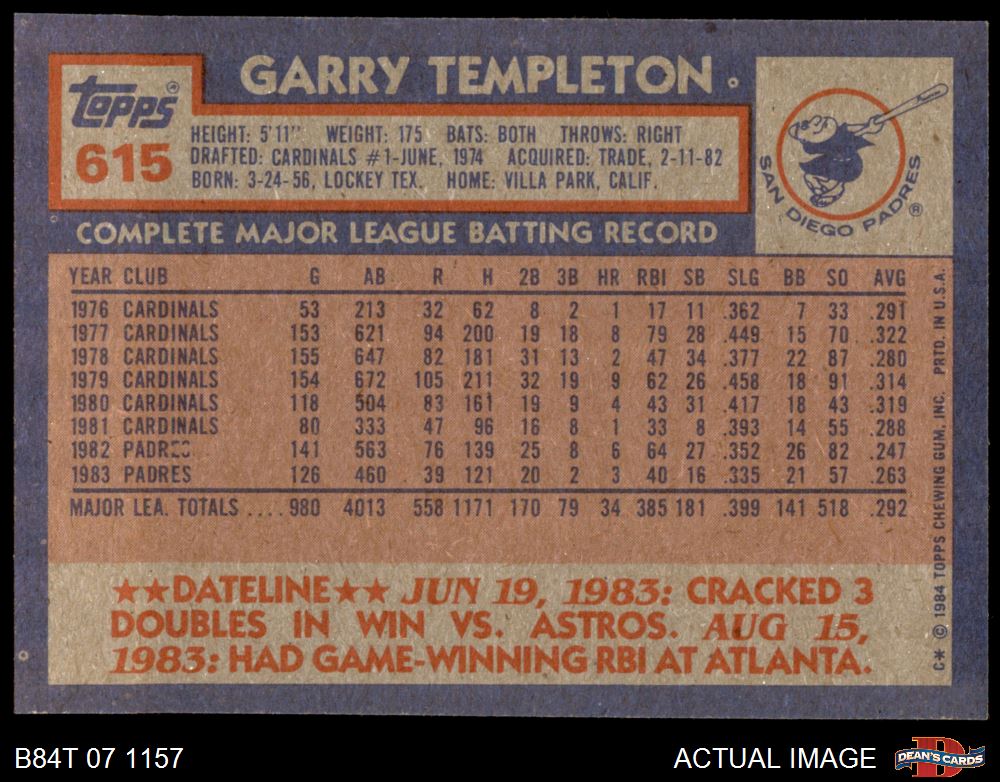 GARRY TEMPLETON
Topps®
615
HEIGHT: 5'11" WEIGHT: 175 BATS: BOTH THROWS: RIGHT
DRAFTED: CARDINALS #1-JUNE, 1974 ACQUIRED: TRADE, 2-11-82
BORN: 3-24-56, LOCKEY TEX. HOME: VILLA PARK, CALIF.
SAN DIEGO PADRES®
COMPLETE MAJOR LEAGUE BATTING RECORD
YEAR CLUB G AB R H 2B 3B HR RBI SB SLG BB SO AVG
1976 CARDINALS 53 213 32 62 8 2 1 17 11 .362 7 33 .291
1977 CARDINALS 153 621 94 200 19 18 8 79 28 .449 15 70 .322
1978 CARDINALS 155 647 82 181 31 13 2 47 34 .377 22 87 .280
1979 CARDINALS 154 672 105 211 32 19 9 62 26 .458 18 91 .314
1980 CARDINALS 118 504 83 161 19 9 4 43 31 .417 18 43 .319
1981 CARDINALS 80 333 47 96 16 8 1 33 8 .393 14 55 .288
1982 PADRES 141 563 76 139 25 8 6 64 27 .352 26 82 .247
1983 PADRES 126 460 39 121 20 2 3 40 16 .335 21 57 .263
MAJOR LEA. TOTALS .... 980 4013 558 1171 170 79 34 385 181 .399 141 518 .292
★★DATELINE★★ JUN 19, 1983: CRACKED 3
DOUBLES IN WIN VS. ASTROS. AUG 15,
1983: HAD GAME-WINNING RBI AT ATLANTA.
C* © 1984 TOPPS CHEWING GUM, INC. PRTD. IN U.S.A.
B84T 07 1157
ACTUAL IMAGE
DEAN'S CARDS